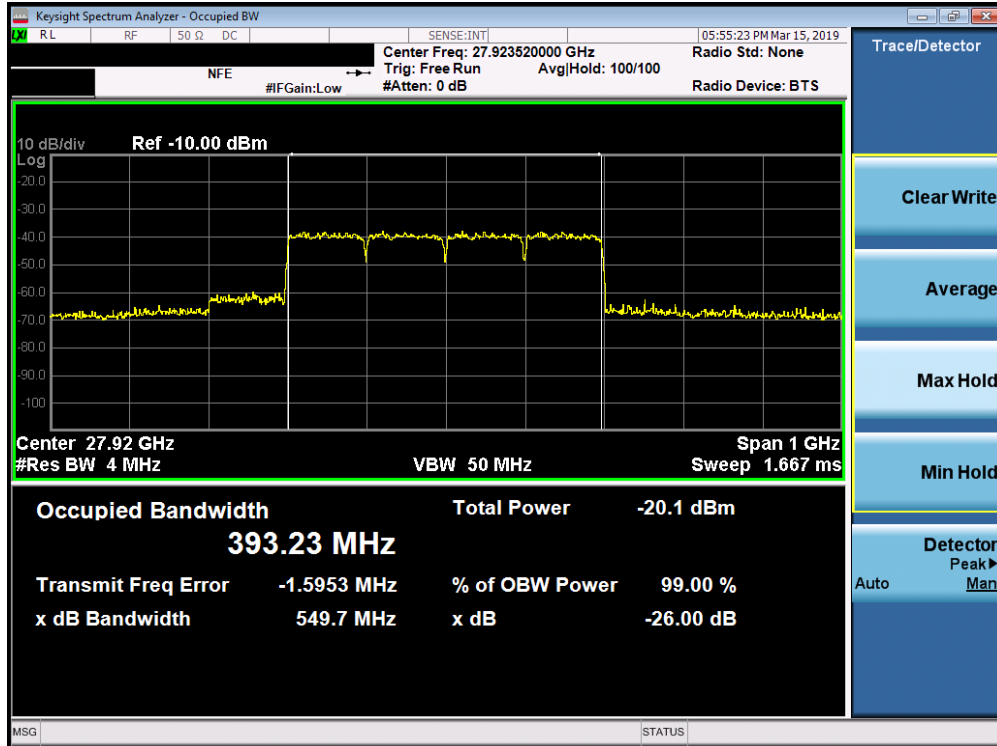 Keysight Spectrum Analyzer - Occupied BW
LXI RL RF 50 Ω DC SENSE:INT 05:55:23 PM Mar 15, 2019
Center Freq: 27.923520000 GHz Radio Std: None
NFE Trig: Free Run Avg|Hold: 100/100
#IFGain:Low #Atten: 0 dB Radio Device: BTS
10 dB/div Ref -10.00 dBm
Log
-20.0
-30.0
-40.0
-50.0
-60.0
-70.0
-80.0
-90.0
-100
Center 27.92 GHz Span 1 GHz
#Res BW 4 MHz VBW 50 MHz Sweep 1.667 ms
Occupied Bandwidth Total Power -20.1 dBm
393.23 MHz
Transmit Freq Error -1.5953 MHz % of OBW Power 99.00 %
x dB Bandwidth 549.7 MHz x dB -26.00 dB
MSG STATUS
Trace/Detector
Clear Write
Average
Max Hold
Min Hold
Detector
Peak▶
Auto Man